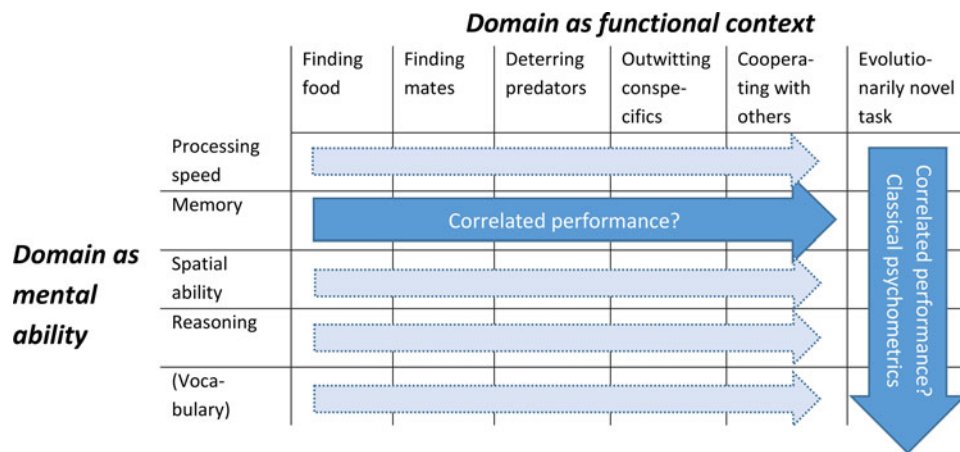 Domain as functional context
Finding
food
Finding
mates
Deterring
predators
Outwitting
conspe-
cifics
Coopera-
ting with
others
Evolutio-
narily novel
task
Domain as
mental
ability
Processing
speed
Memory
Correlated performance?
Spatial
ability
Reasoning
(Voca-
bulary)
Correlated performance?
Classical psychometrics